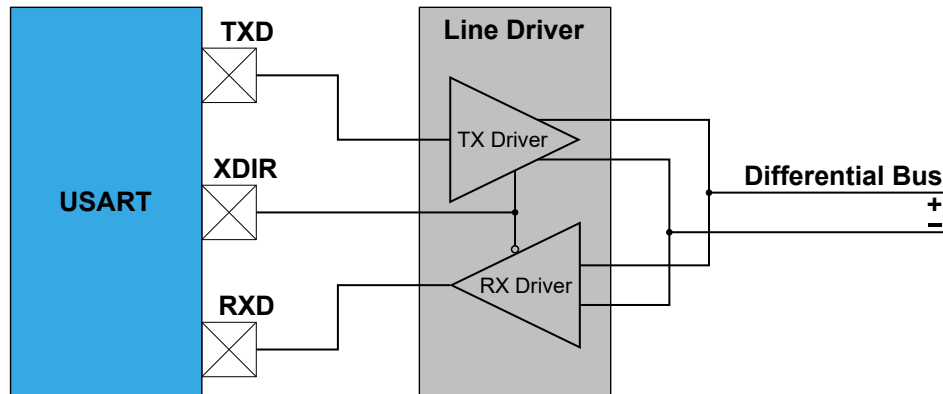 TXD
Line Driver
TX Driver
XDIR
USART
Differential Bus
+
−
RX Driver
RXD